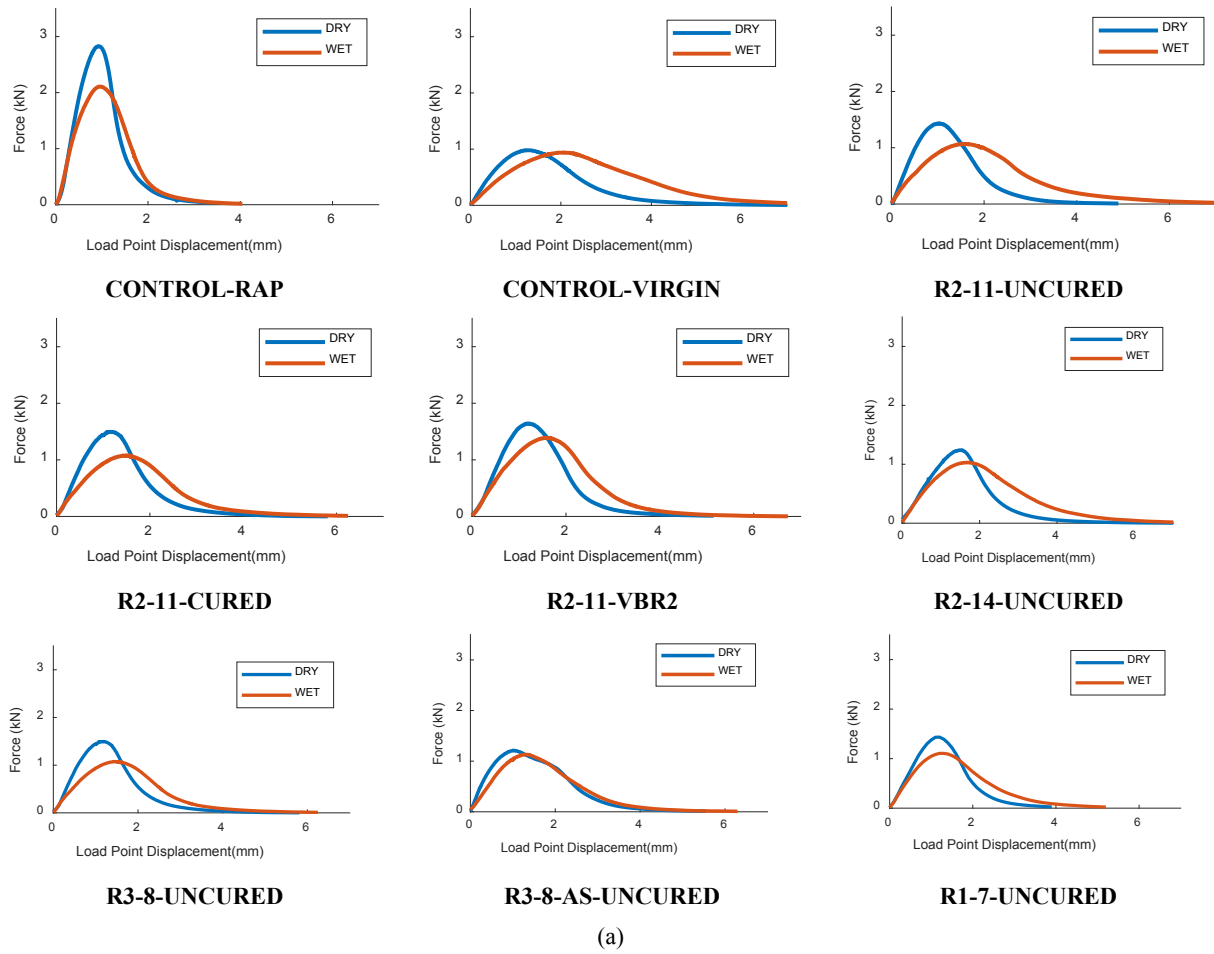 3
2
1
0
Force (kN)
DRY
WET
0 2 4 6
Load Point Displacement(mm)
CONTROL-RAP
3
2
1
0
Force (kN)
DRY
WET
0 2 4 6
Load Point Displacement(mm)
CONTROL-VIRGIN
3
2
1
0
Force (kN)
DRY
WET
0 2 4 6
Load Point Displacement(mm)
R2-11-UNCURED
3
2
1
0
Force (kN)
DRY
WET
0 2 4 6
Load Point Displacement(mm)
R2-11-CURED
3
2
1
0
Force (kN)
DRY
WET
0 2 4 6
Load Point Displacement(mm)
R2-11-VBR2
3
2
1
0
Force (kN)
DRY
WET
0 2 4 6
Load Point Displacement(mm)
R2-14-UNCURED
3
2
1
0
Force (kN)
DRY
WET
0 2 4 6
Load Point Displacement(mm)
R3-8-UNCURED
3
2
1
0
Force (kN)
DRY
WET
0 2 4 6
Load Point Displacement(mm)
R3-8-AS-UNCURED
3
2
1
0
Force (kN)
DRY
WET
0 2 4 6
Load Point Displacement(mm)
R1-7-UNCURED
(a)